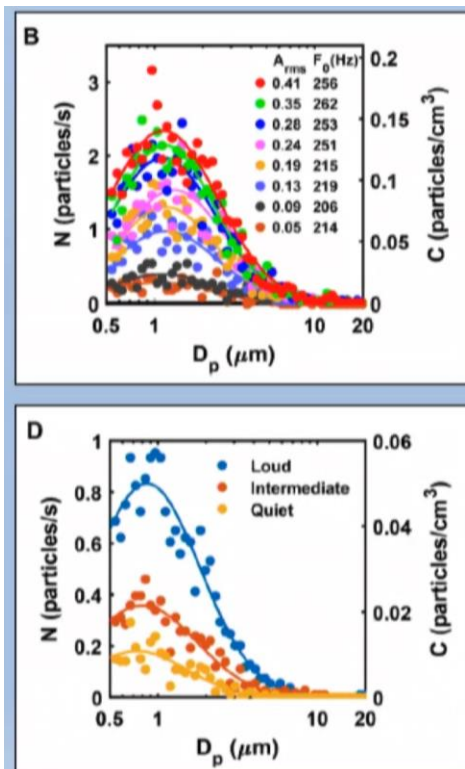 B
A_rms F_0(Hz)
0.41 256
0.35 262
0.28 253
0.24 251
0.19 215
0.13 219
0.09 206
0.05 214
3
2
1
0
0.2
0.15
0.1
0.05
0
0.5 1 10 20
N (particles/s)
C (particles/cm³)
D_p (μm)
D
Loud
Intermediate
Quiet
1
0.8
0.6
0.4
0.2
0
0.06
0.04
0.02
0
0.5 1 10 20
N (particles/s)
C (particles/cm³)
D_p (μm)